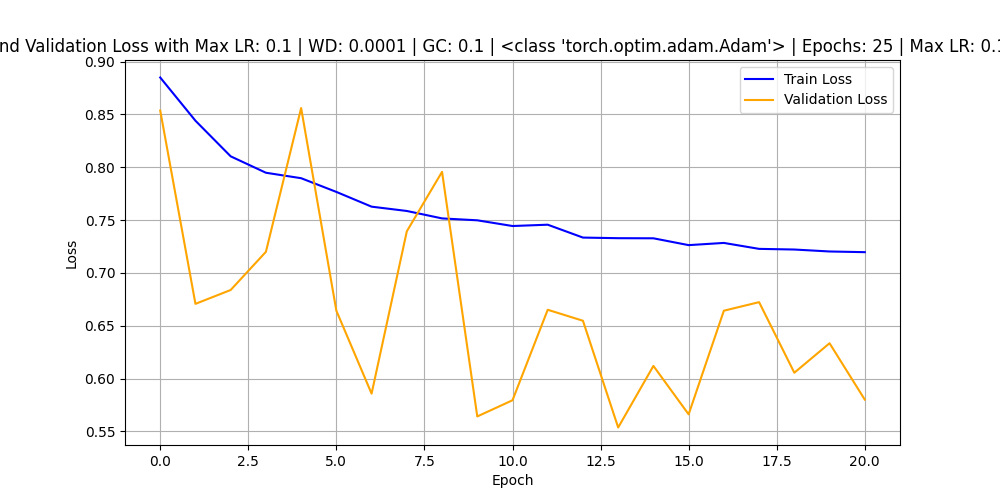 nd Validation Loss with Max LR: 0.1 | WD: 0.0001 | GC: 0.1 | <class 'torch.optim.adam.Adam'> | Epochs: 25 | Max LR: 0.1
0.90
0.85
0.80
0.75
0.70
0.65
0.60
0.55
Loss
Train Loss
Validation Loss
0.0 2.5 5.0 7.5 10.0 12.5 15.0 17.5 20.0
Epoch